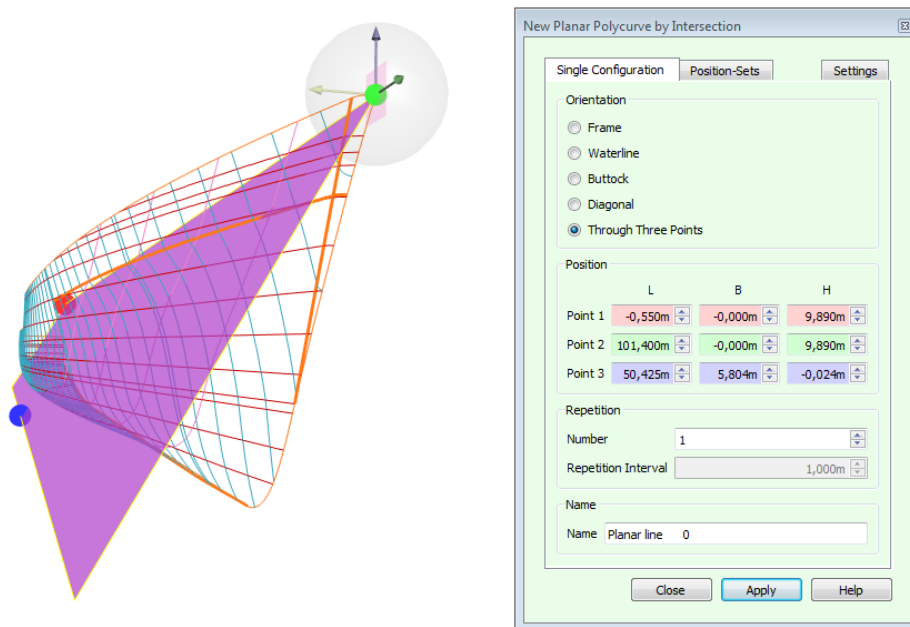 New Planar Polycurve by Intersection
Single Configuration Position-Sets Settings
Orientation
Frame
Waterline
Buttock
Diagonal
Through Three Points
Position
L B H
Point 1 -0,550m -0,000m 9,890m
Point 2 101,400m -0,000m 9,890m
Point 3 50,425m 5,804m -0,024m
Repetition
Number 1
Repetition Interval 1,000m
Name
Name Planar line 0
Close Apply Help